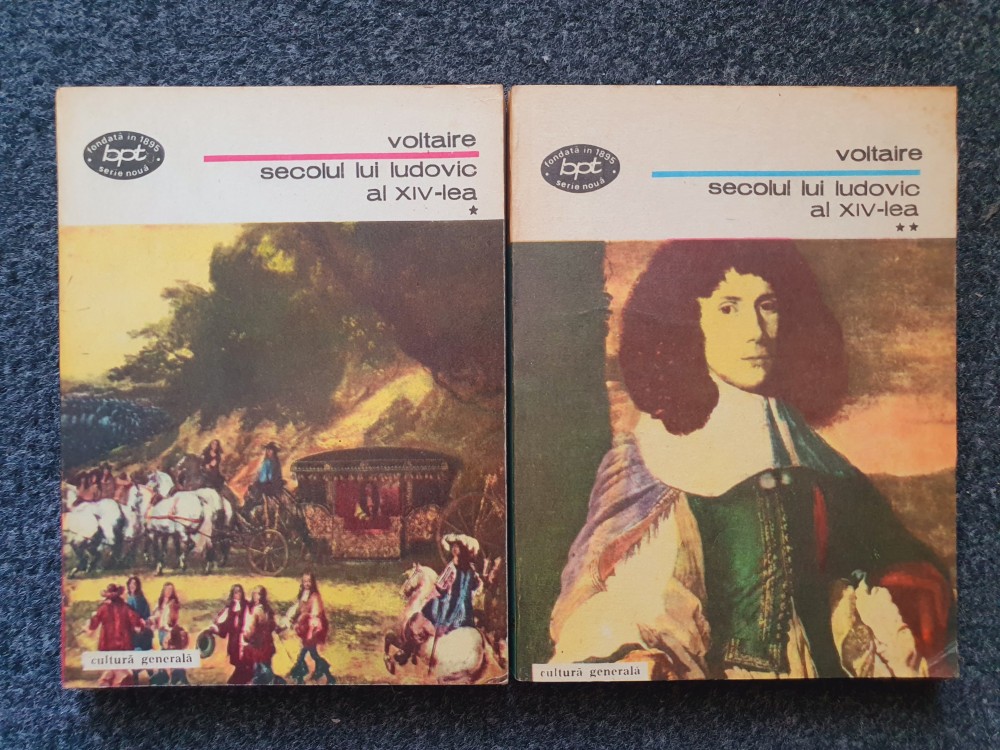 fondată în 1895
bpt
serie nouă
voltaire
secolul lui ludovic
al XIV-lea
*
cultură generală
fondată în 1895
bpt
serie nouă
voltaire
secolul lui ludovic
al XIV-lea
**
cultură generală